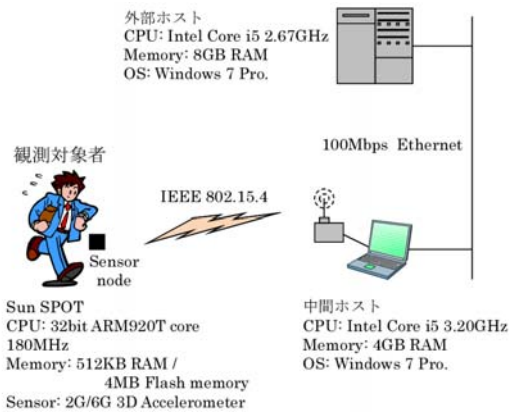 外部ホスト
CPU: Intel Core i5 2.67GHz
Memory: 8GB RAM
OS: Windows 7 Pro.
100Mbps Ethernet
観測対象者
IEEE 802.15.4
Sensor
node
Sun SPOT
CPU: 32bit ARM920T core
180MHz
Memory: 512KB RAM /
4MB Flash memory
Sensor: 2G/6G 3D Accelerometer
中間ホスト
CPU: Intel Core i5 3.20GHz
Memory: 4GB RAM
OS: Windows 7 Pro.